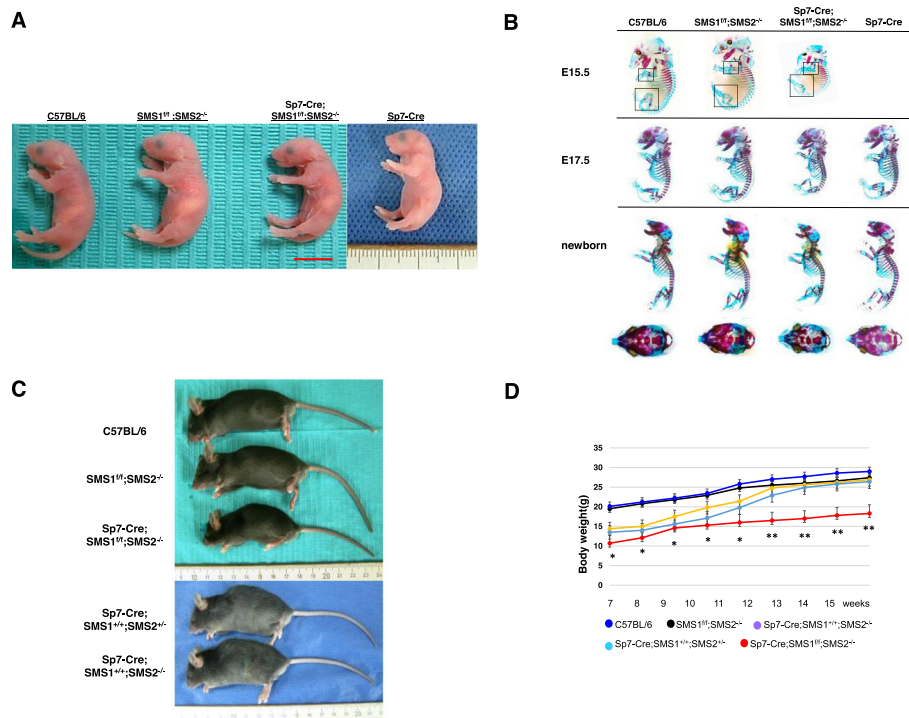 A
C57BL/6
SMS1f/f ;SMS2-/-
Sp7-Cre;
SMS1f/f;SMS2-/-
Sp7-Cre
1
B
C57BL/6
SMS1f/f;SMS2-/-
Sp7-Cre;
SMS1f/f;SMS2-/-
Sp7-Cre
E15.5
E17.5
newborn
C
C57BL/6
SMS1f/f;SMS2-/-
Sp7-Cre;
SMS1f/f;SMS2-/-
Sp7-Cre;
SMS1+/+;SMS2+/-
Sp7-Cre;
SMS1+/+;SMS2-/-
D
Body weight(g)
35
30
25
20
15
10
5
0
* * * * * ** ** ** **
7 8 9 10 11 12 13 14 15 weeks
C57BL/6 SMS1f/f;SMS2-/- Sp7-Cre;SMS1+/+;SMS2-/-
Sp7-Cre;SMS1+/+;SMS2+/- Sp7-Cre;SMS1f/f;SMS2-/-